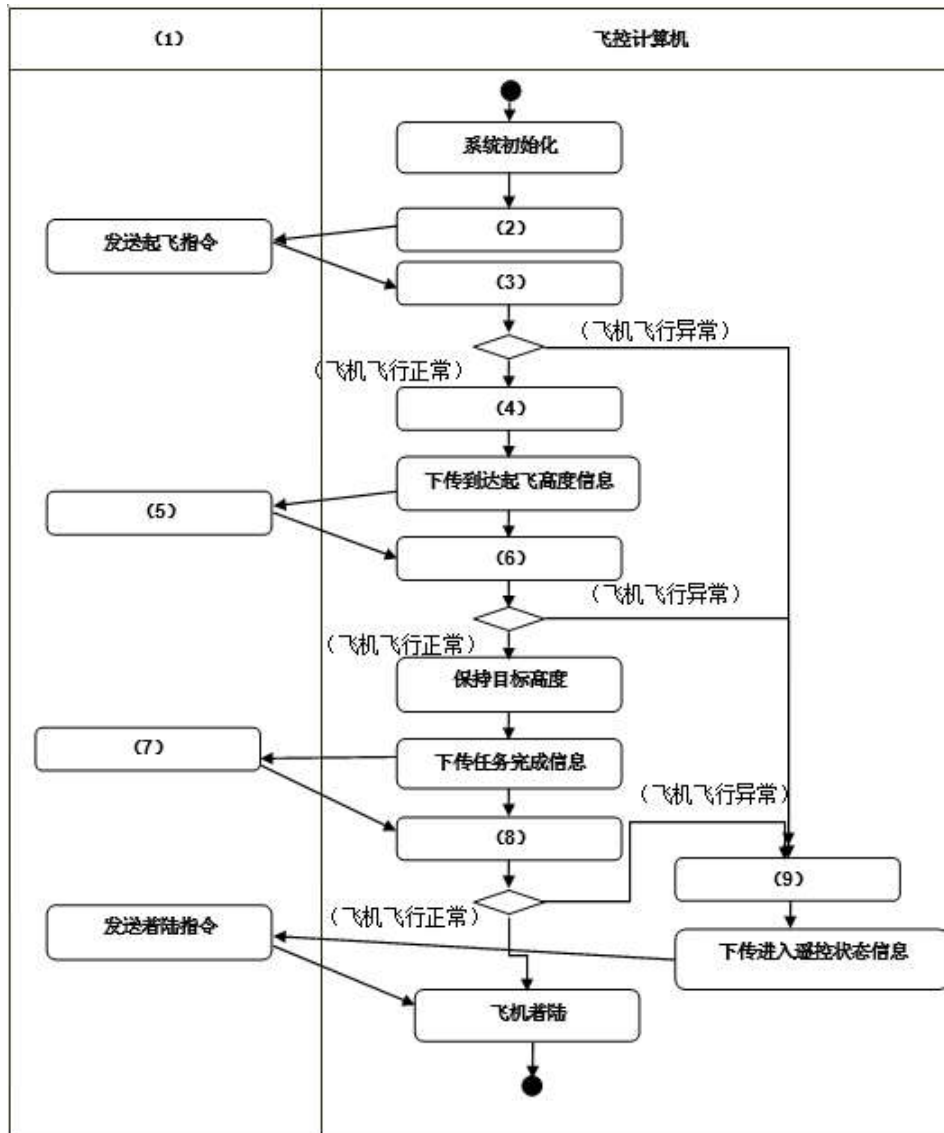 （1）
飞控计算机
系统初始化
（2）
发送起飞指令
（3）
（飞机飞行异常）
（飞机飞行正常）
（4）
下传到达起飞高度信息
（5）
（6）
（飞机飞行异常）
（飞机飞行正常）
保持目标高度
（7）
下传任务完成信息
（飞机飞行异常）
（8）
（9）
发送着陆指令
（飞机飞行正常）
下传进入遥控状态信息
飞机着陆